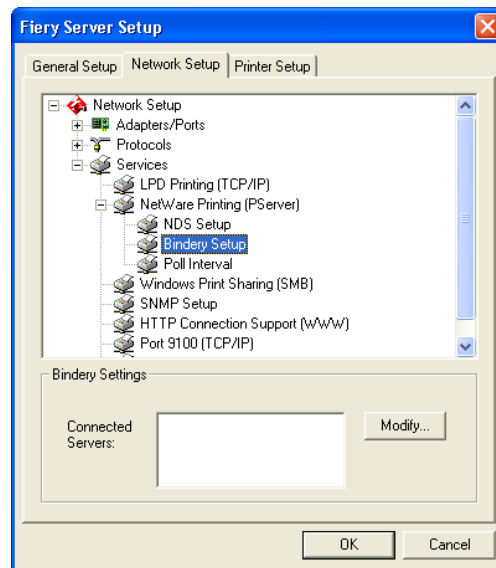 Fiery Server Setup
General Setup Network Setup Printer Setup
Network Setup
Adapters/Ports
Protocols
Services
LPD Printing (TCP/IP)
NetWare Printing (PServer)
NDS Setup
Bindery Setup
Poll Interval
Windows Print Sharing (SMB)
SNMP Setup
HTTP Connection Support (WWW)
Port 9100 (TCP/IP)
Bindery Settings
Connected Servers:
Modify...
OK Cancel